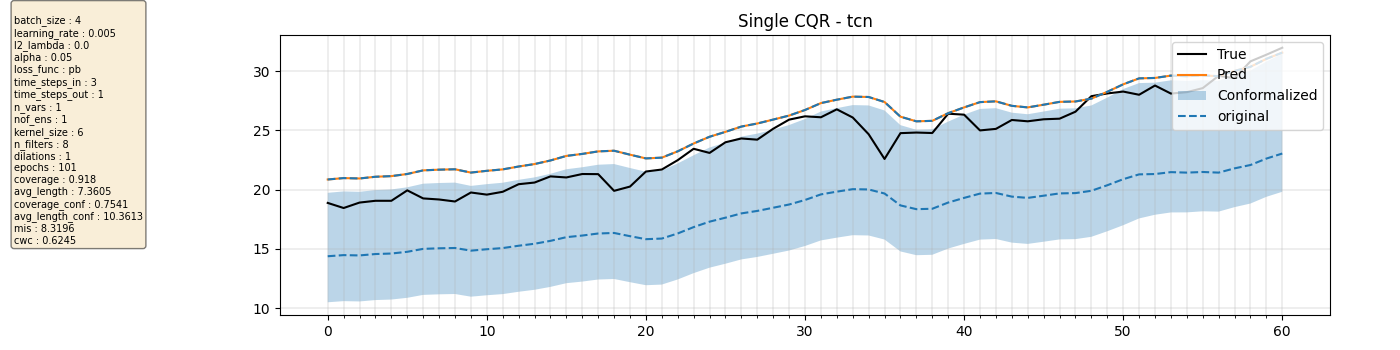 batch_size : 4
learning_rate : 0.005
l2_lambda : 0.0
alpha : 0.05
loss_func : pb
time_steps_in : 3
time_steps_out : 1
n_vars : 1
nof_ens : 1
kernel_size : 6
n_filters : 8
dilations : 1
epochs : 101
coverage : 0.918
avg_length : 7.3605
coverage_conf : 0.7541
avg_length_conf : 10.3613
mis : 8.3196
cwc : 0.6245
Single CQR - tcn
True
Pred
Conformalized
original
30
25
20
15
10
0 10 20 30 40 50 60